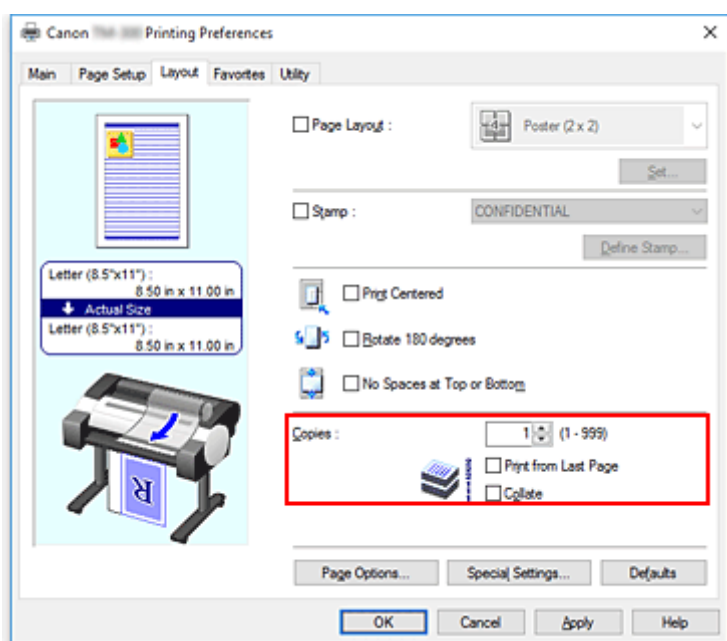 Canon Printing Preferences
Main Page Setup Layout Favorites Utility
Page Layout : 4 Poster (2 x 2)
Set...
Stamp : CONFIDENTIAL
Define Stamp...
Letter (8.5"x11") :
8.50 in x 11.00 in
Actual Size
Letter (8.5"x11") :
8.50 in x 11.00 in
Print Centered
Rotate 180 degrees
No Spaces at Top or Bottom
R
Copies : 1 (1 - 999)
Print from Last Page
Collate
Page Options... Special Settings... Defaults
OK Cancel Apply Help